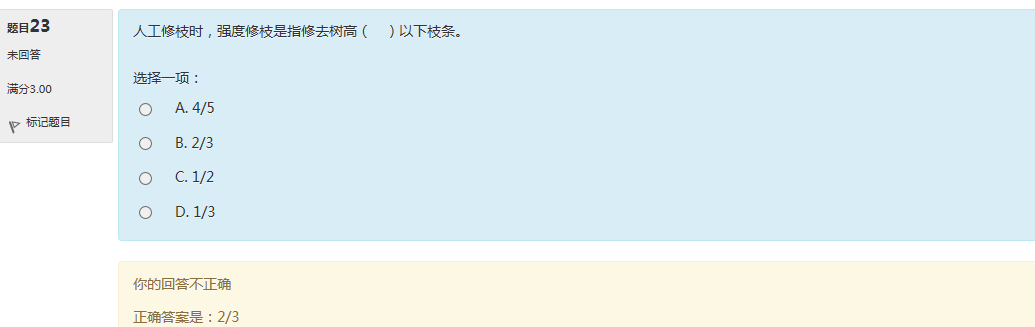 题目23
未回答
满分3.00
标记题目
人工修枝时，强度修枝是指修去树高（　）以下枝条。
选择一项：
A. 4/5
B. 2/3
C. 1/2
D. 1/3
你的回答不正确
正确答案是：2/3